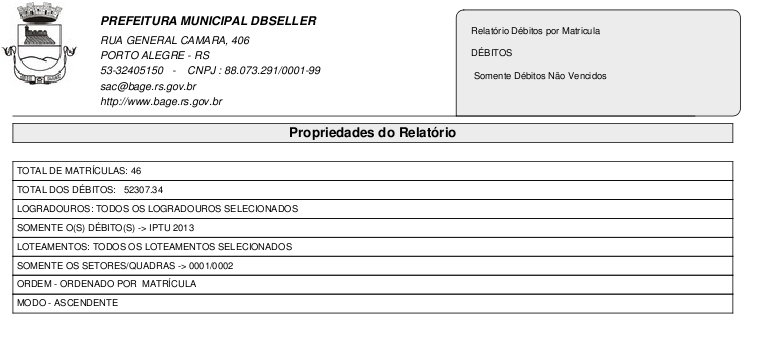 PREFEITURA MUNICIPAL DBSELLER
RUA GENERAL CAMARA, 406
PORTO ALEGRE - RS
53-32405150 - CNPJ : 88.073.291/0001-99
sac@bage.rs.gov.br
http://www.bage.rs.gov.br
Relatório Débitos por Matricula
DÉBITOS
Somente Débitos Não Vencidos
Propriedades do Relatório
TOTAL DE MATRÍCULAS: 46
TOTAL DOS DÉBITOS: 52307.34
LOGRADOUROS: TODOS OS LOGRADOUROS SELECIONADOS
SOMENTE O(S) DÉBITO(S) -> IPTU 2013
LOTEAMENTOS: TODOS OS LOTEAMENTOS SELECIONADOS
SOMENTE OS SETORES/QUADRAS -> 0001/0002
ORDEM - ORDENADO POR MATRÍCULA
MODO - ASCENDENTE